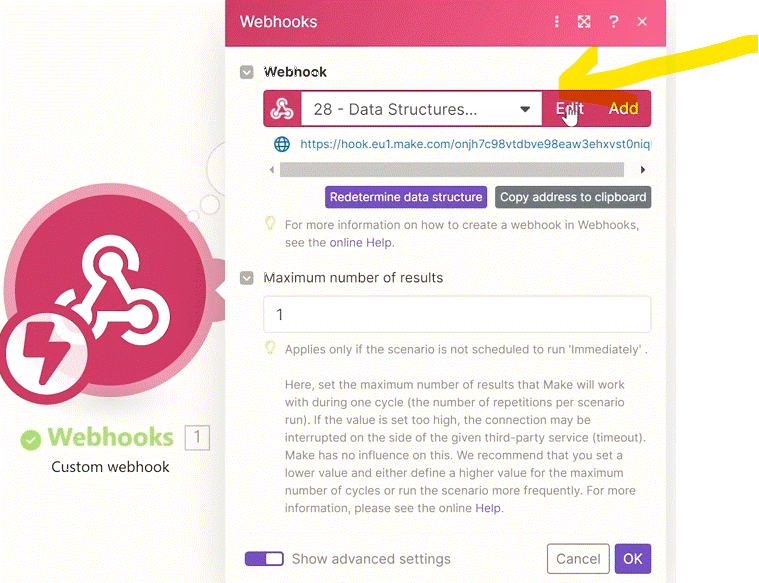 Webhooks
Webhook
28 - Data Structures...
Edit
Add
https://hook.eu1.make.com/onjh7c98vtdbve98eaw3ehxvst0niq
Redetermine data structure
Copy address to clipboard
For more information on how to create a webhook in Webhooks,
see the online Help.
Maximum number of results
1
Applies only if the scenario is not scheduled to run 'Immediately' .
Here, set the maximum number of results that Make will work
with during one cycle (the number of repetitions per scenario
run). If the value is set too high, the connection may be
interrupted on the side of the given third-party service (timeout).
Make has no influence on this. We recommend that you set a
lower value and either define a higher value for the maximum
number of cycles or run the scenario more frequently. For more
information, please see the online Help.
Show advanced settings
Cancel
OK
Webhooks 1
Custom webhook